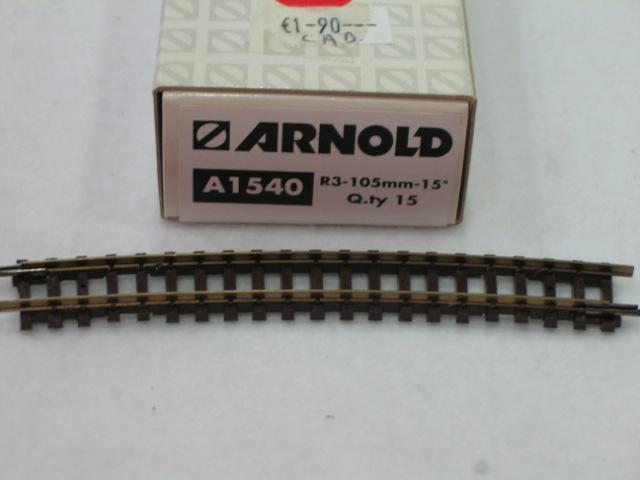 €1-90---
CAD
ARNOLD
A1540
R3-105mm-15°
Q.ty 15